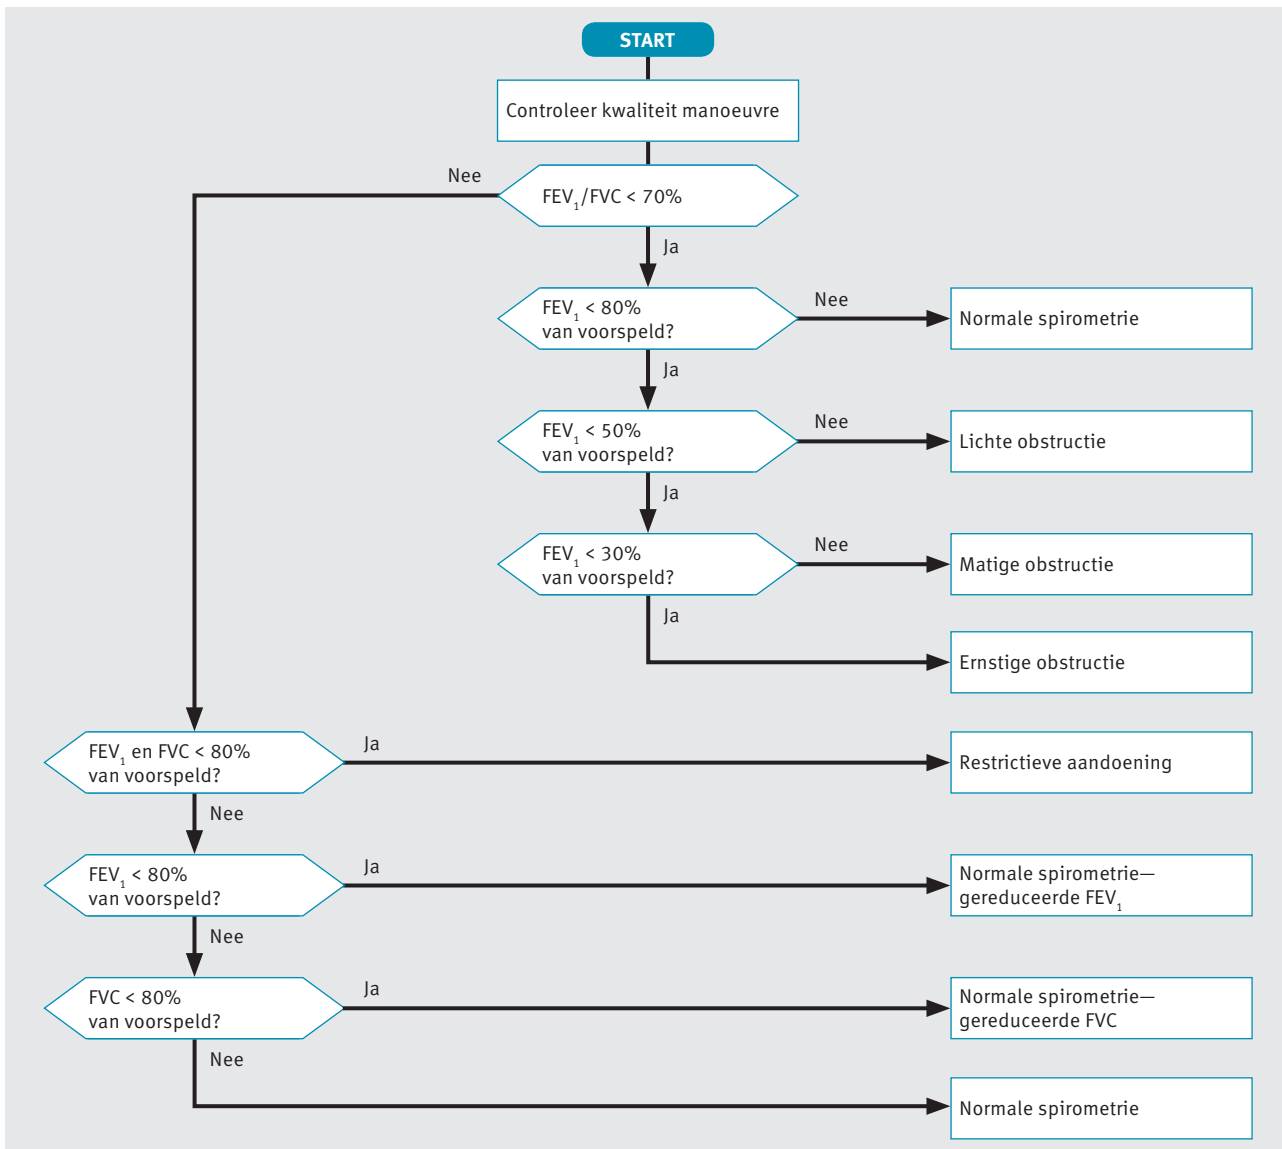 START
Controleer kwaliteit manoeuvre
Nee
FEV₁/FVC < 70%
Ja
FEV₁ < 80%
van voorspeld?
Nee
Normale spirometrie
Ja
FEV₁ < 50%
van voorspeld?
Nee
Lichte obstructie
Ja
FEV₁ < 30%
van voorspeld?
Nee
Matige obstructie
Ja
Ernstige obstructie
FEV₁ en FVC < 80%
van voorspeld?
Ja
Restrictieve aandoening
Nee
FEV₁ < 80%
van voorspeld?
Ja
Normale spirometrie—
gereduceerde FEV₁
Nee
FVC < 80%
van voorspeld?
Ja
Normale spirometrie—
gereduceerde FVC
Nee
Normale spirometrie